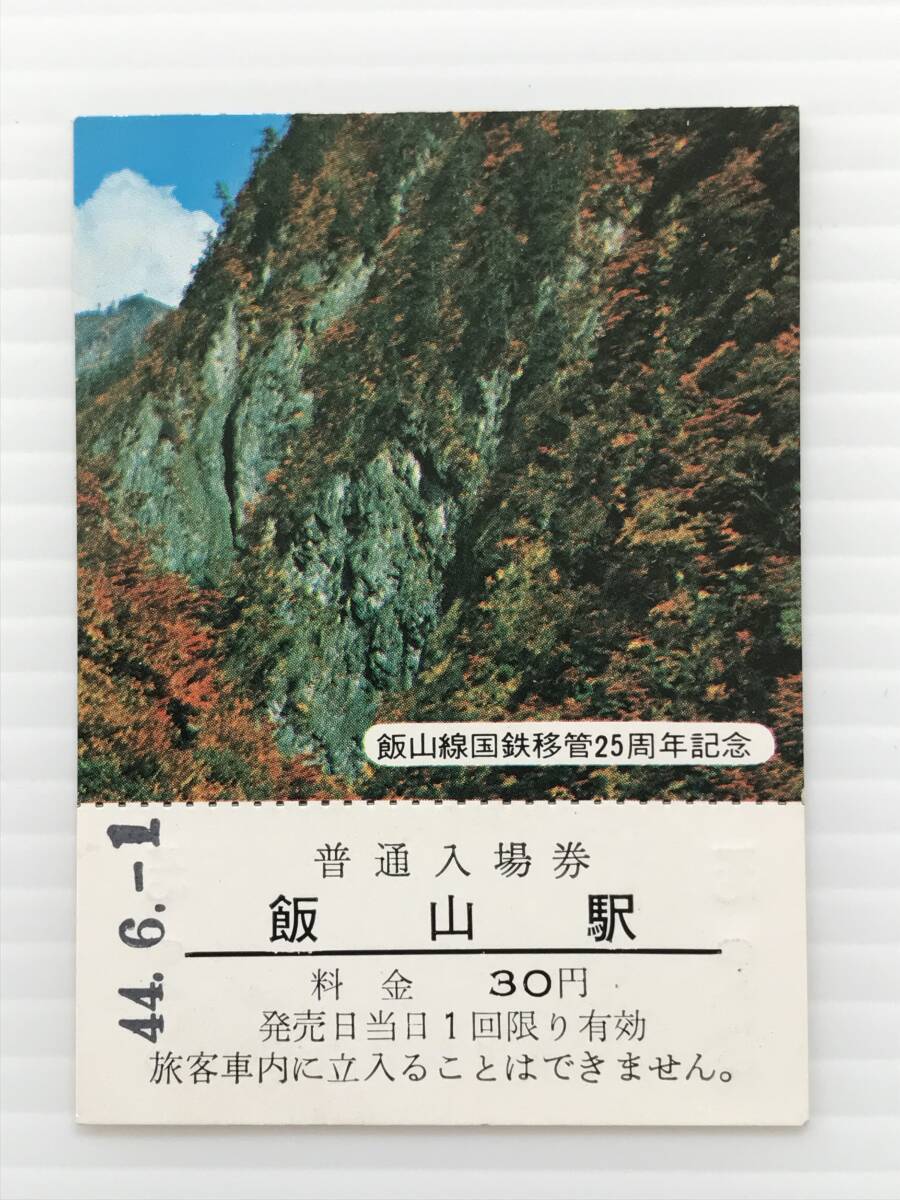 飯山線国鉄移管25周年記念
44.6.-1
普通入場券
飯山駅
料金 30円
発売日当日1回限り有効
旅客車内に立入ることはできません。